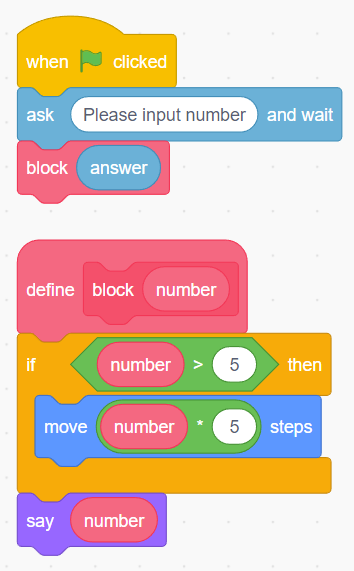 when clicked
ask Please input number and wait
block answer
define block number
if number > 5 then
move number * 5 steps
say number